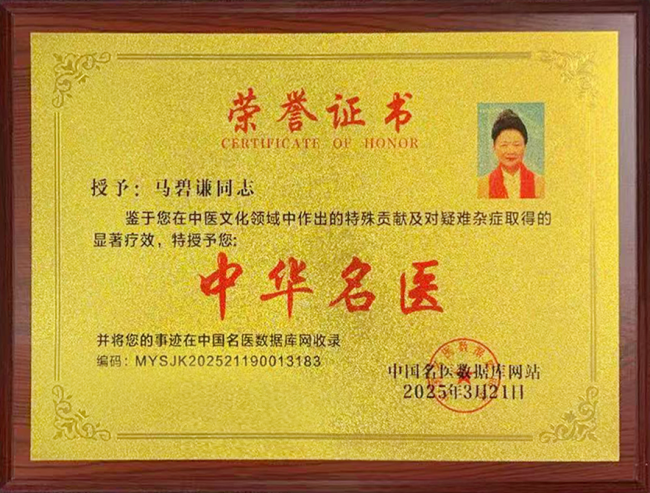 荣誉证书
CERTIFICATE OF HONOR
授予：马碧谦同志
鉴于您在中医文化领域中作出的特殊贡献及对疑难杂症取得的
显著疗效，特授予您：
中华名医
并将您的事迹在中国名医数据库网收录
编码：MYSJK202521190013183
中国名医数据库网站
2025年3月21日